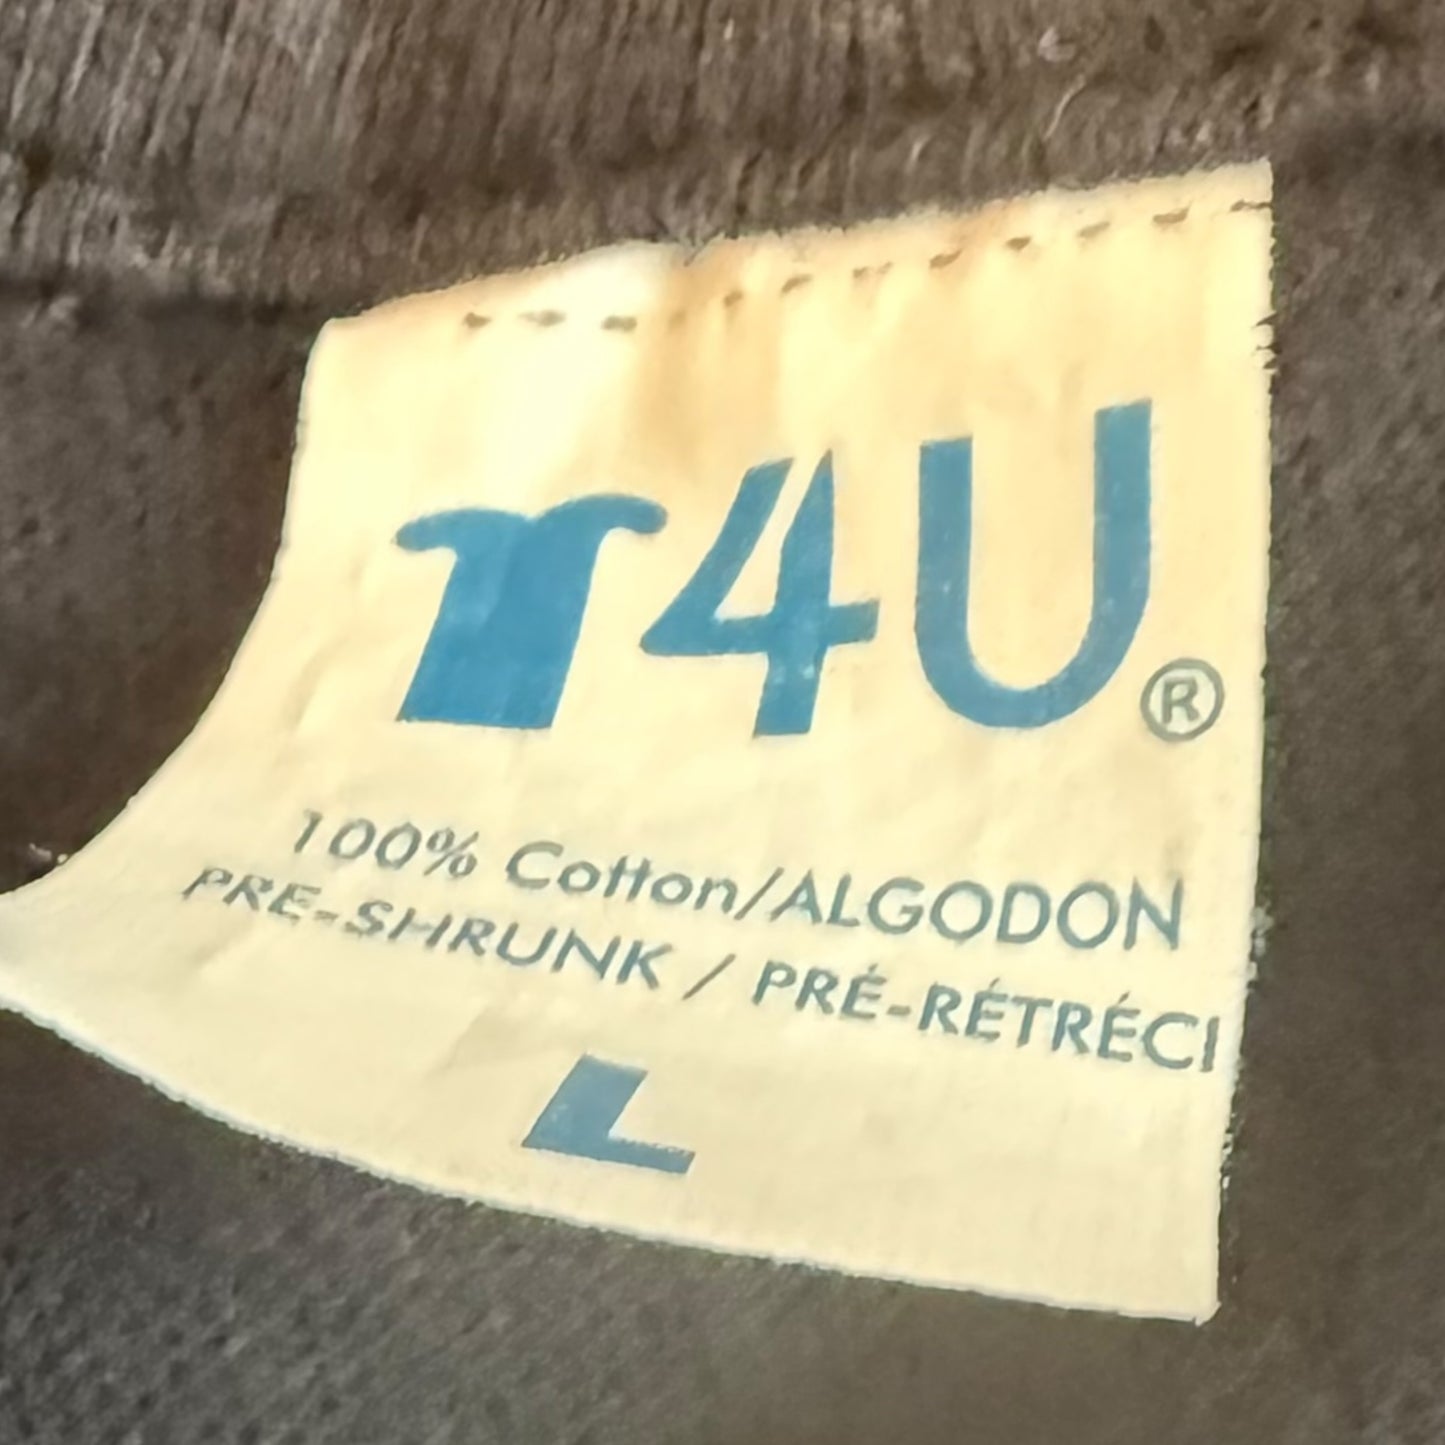 T4U®
100% Cotton/ALGODON
PRE-SHRUNK / PRÉ-RÉTRÉCI
L